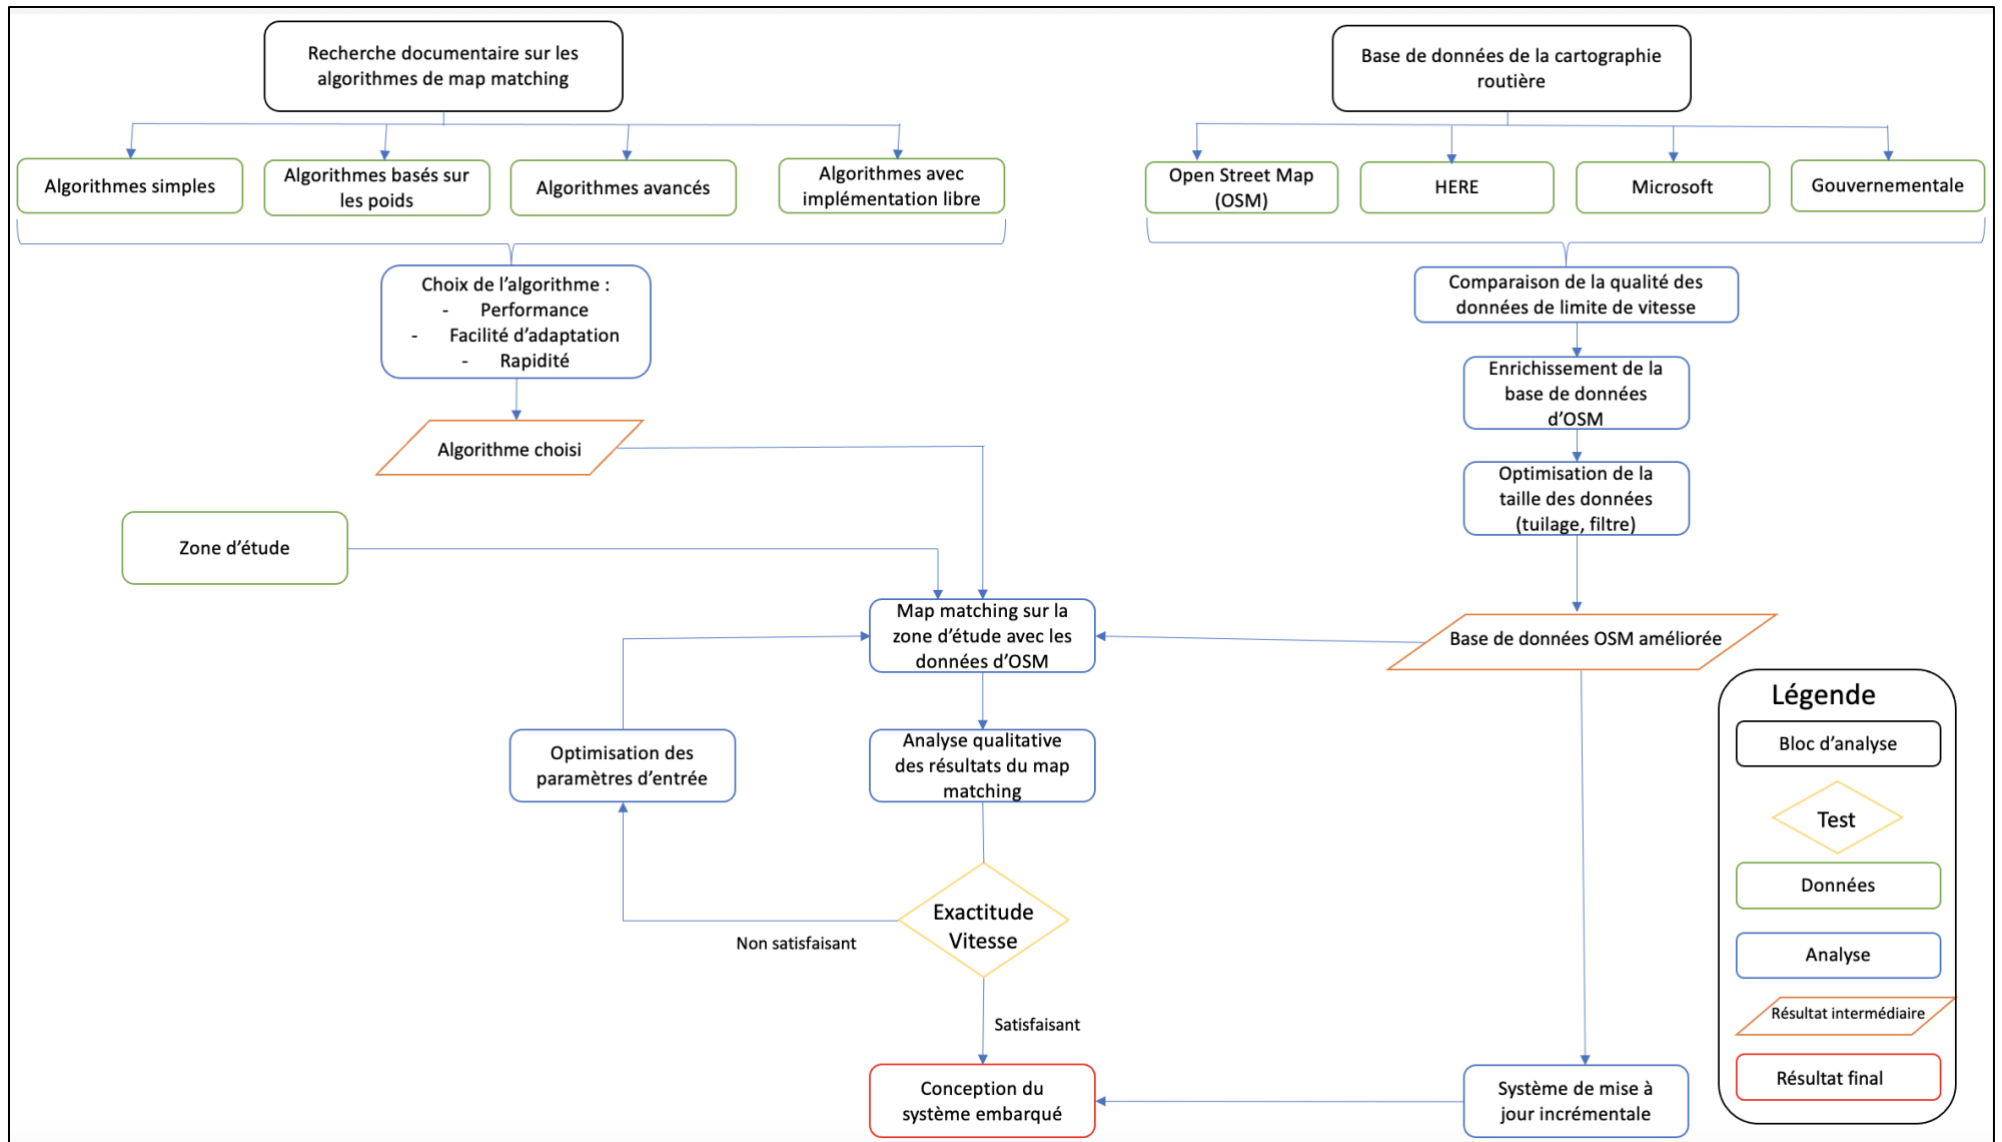 Recherche documentaire sur les
algorithmes de map matching
Base de données de la cartographie
routière
Algorithmes simples
Algorithmes basés sur
les poids
Algorithmes avancés
Algorithmes avec
implémentation libre
Open Street Map
(OSM)
HERE
Microsoft
Gouvernementale
Choix de l’algorithme :
- Performance
- Facilité d’adaptation
- Rapidité
Comparaison de la qualité des
données de limite de vitesse
Enrichissement de la
base de données
d’OSM
Algorithme choisi
Optimisation de la
taille des données
(tuilage, filtre)
Zone d’étude
Map matching sur la
zone d’étude avec les
données d’OSM
Base de données OSM améliorée
Optimisation des
paramètres d’entrée
Analyse qualitative
des résultats du map
matching
Exactitude
Vitesse
Non satisfaisant
Satisfaisant
Conception du
système embarqué
Système de mise à
jour incrémentale
Légende
Bloc d’analyse
Test
Données
Analyse
Résultat intermédiaire
Résultat final